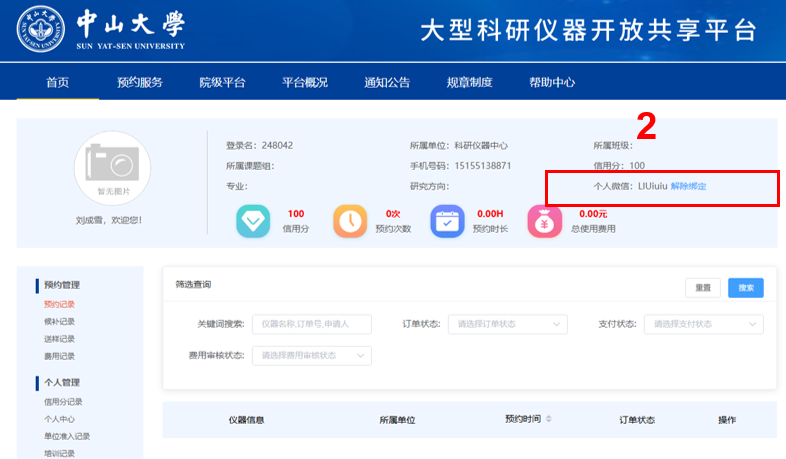 中山大學
SUN YAT-SEN UNIVERSITY
大型科研仪器开放共享平台
首页 预约服务 院级平台 平台概况 通知公告 规章制度 帮助中心
2
登录名：248042 所属单位：科研仪器中心 所属班级：
所属课题组： 手机号码：15155138871 信用分：100
专业： 研究方向： 个人微信：LIUiuiu 解除绑定
暂无图片
刘成雪，欢迎您！
100 0次 0.00H 0.00元
信用分 预约次数 预约时长 总使用费用
预约管理
预约记录
候补记录
送样记录
费用记录
个人管理
信用分记录
个人中心
单位准入记录
培训记录
筛选查询 重置 搜索
关键词搜索： 仪器名称,订单号,申请人 订单状态： 请选择订单状态 支付状态： 请选择支付状态
费用审核状态： 请选择费用审核状态
仪器信息 所属单位 预约时间 订单状态 操作